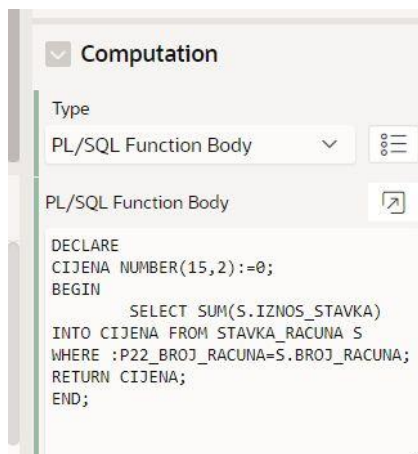 Computation
Type
PL/SQL Function Body
PL/SQL Function Body
DECLARE
CIJENA NUMBER(15,2):=0;
BEGIN
SELECT SUM(S.IZNOS_STAVKA)
INTO CIJENA FROM STAVKA_RACUNA S
WHERE :P22_BROJ_RACUNA=S.BROJ_RACUNA;
RETURN CIJENA;
END;